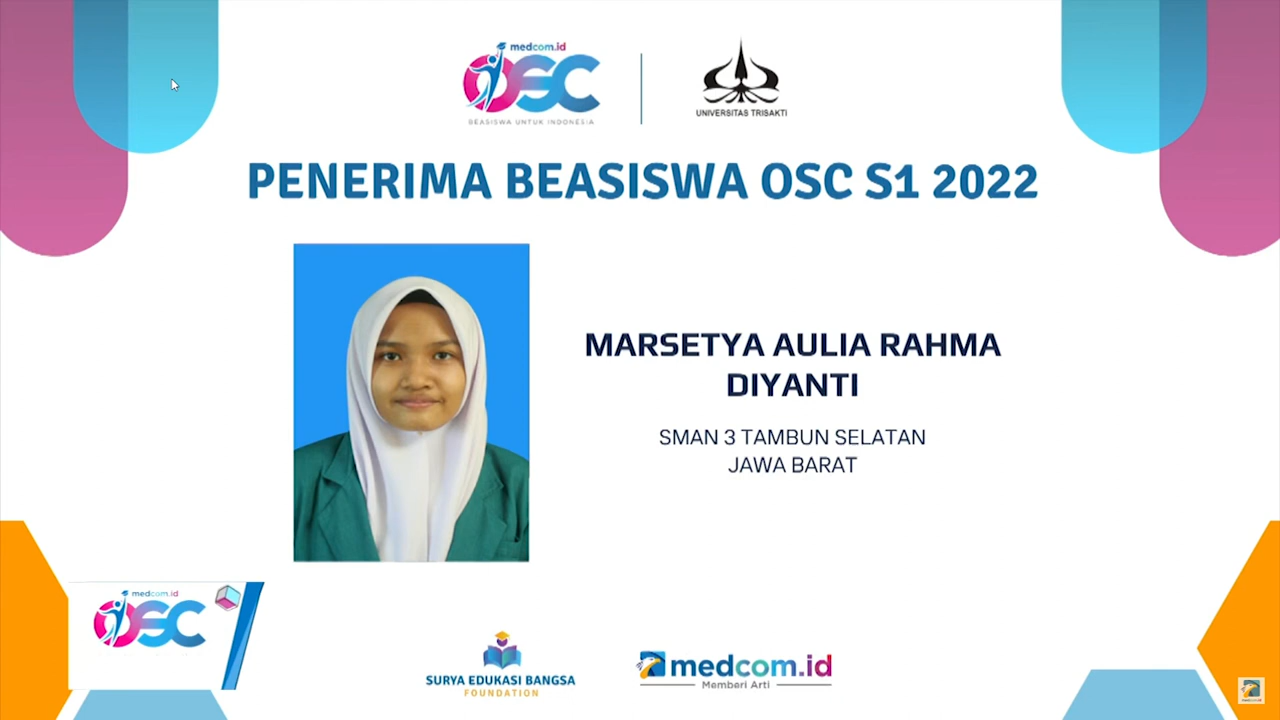 medcom.id
OSC
BEASISWA UNTUK INDONESIA
UNIVERSITAS TRISAKTI
PENERIMA BEASISWA OSC S1 2022
MARSETYA AULIA RAHMA
DIYANTI
SMAN 3 TAMBUN SELATAN
JAWA BARAT
medcom.id
OSC
SURYA EDUKASI BANGSA
FOUNDATION
medcom.id
Memberi Arti